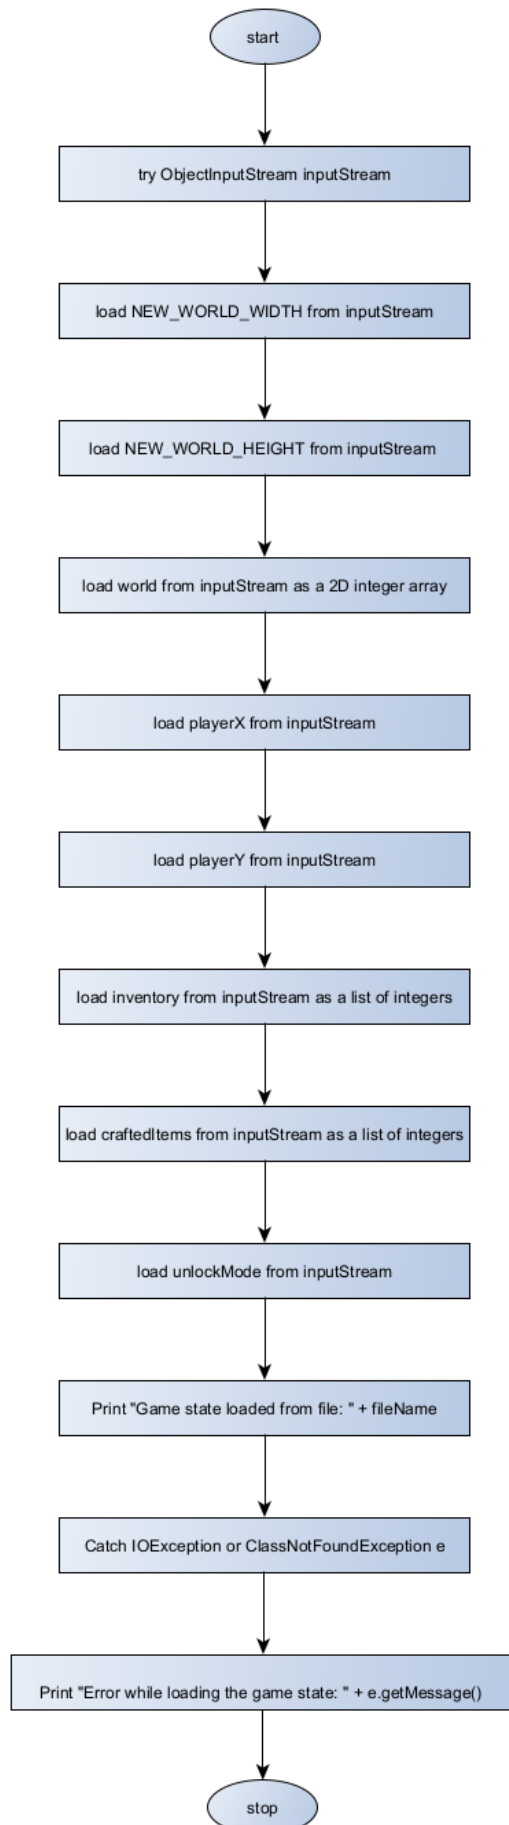 start
try ObjectInputStream inputStream
load NEW_WORLD_WIDTH from inputStream
load NEW_WORLD_HEIGHT from inputStream
load world from inputStream as a 2D integer array
load playerX from inputStream
load playerY from inputStream
load inventory from inputStream as a list of integers
load craftedItems from inputStream as a list of integers
load unlockMode from inputStream
Print "Game state loaded from file: " + fileName
Catch IOException or ClassNotFoundException e
Print "Error while loading the game state: " + e.getMessage()
stop